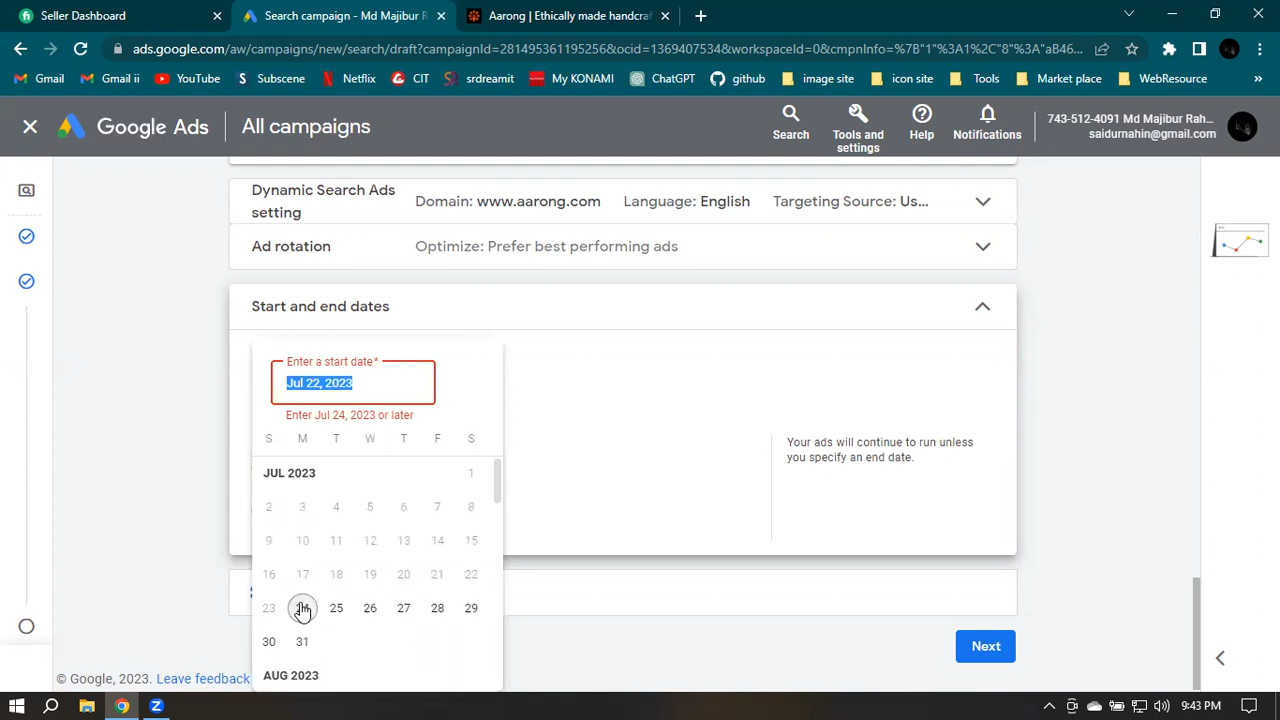 Seller Dashboard
Search campaign - Md Majibur R
Aarong | Ethically made handcraf
ads.google.com/aw/campaigns/new/search/draft?campaignId=281495361195256&ocid=13694075334&workspaceId=0&cmpnInfo=%7B"1"%3A1%2C"8"%3A"aB46...
Gmail
Gmail ii
YouTube
Subscene
Netflix
CIT
srdreamit
My KONAMI
ChatGPT
github
image site
icon site
Tools
Market place
WebResource
»
Google Ads
All campaigns
Search
Tools and settings
Help
Notifications
743-512-4091 Md Majibur Rah...
saidurnahin@gmail.com
Dynamic Search Ads setting
Domain: www.aarong.com Language: English Targeting Source: Us...
Ad rotation
Optimize: Prefer best performing ads
Start and end dates
Enter a start date*
Jul 22, 2023
Enter Jul 24, 2023 or later
S M T W T F S
JUL 2023 1
2 3 4 5 6 7 8
9 10 11 12 13 14 15
16 17 18 19 20 21 22
23 24 25 26 27 28 29
30 31
AUG 2023
Your ads will continue to run unless
you specify an end date.
Next
© Google, 2023. Leave feedback
9:43 PM